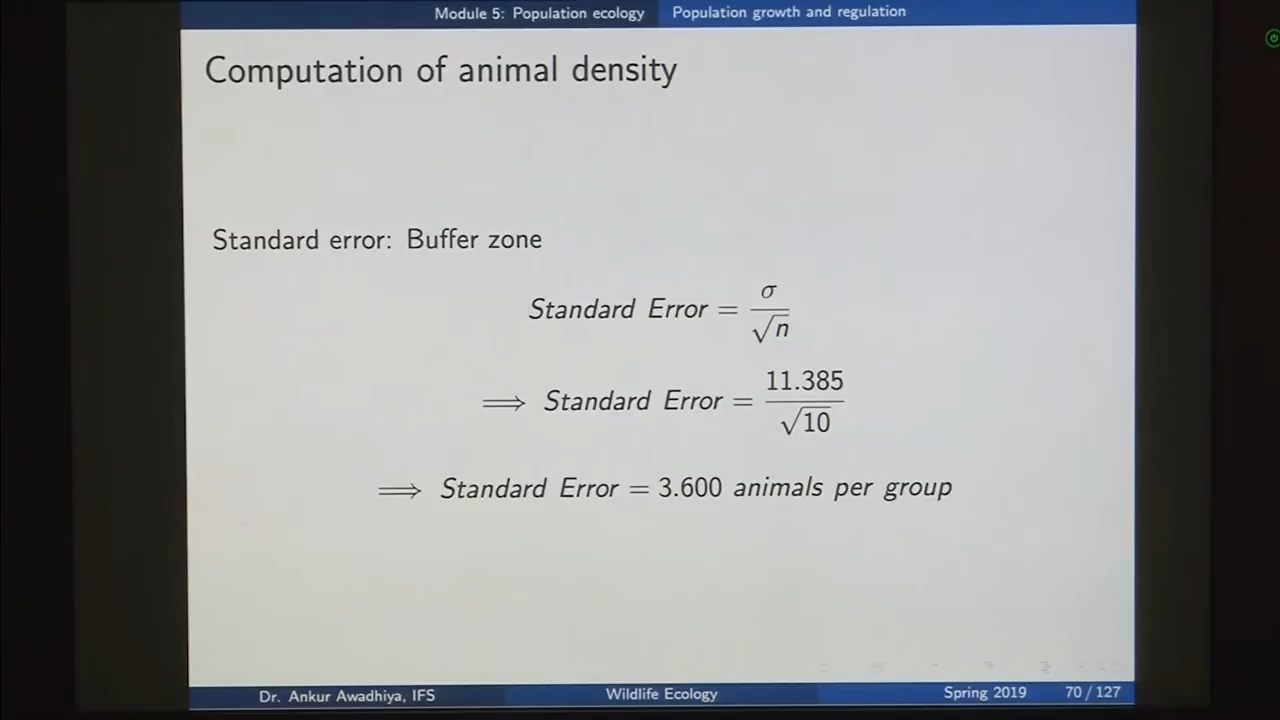 Module 5: Population ecology Population growth and regulation
Computation of animal density
Standard error: Buffer zone
Standard Error = σ/√n
⟹ Standard Error = 11.385/√10
⟹ Standard Error = 3.600 animals per group
Dr. Ankur Awadhiya, IFS Wildlife Ecology Spring 2019 70 / 127